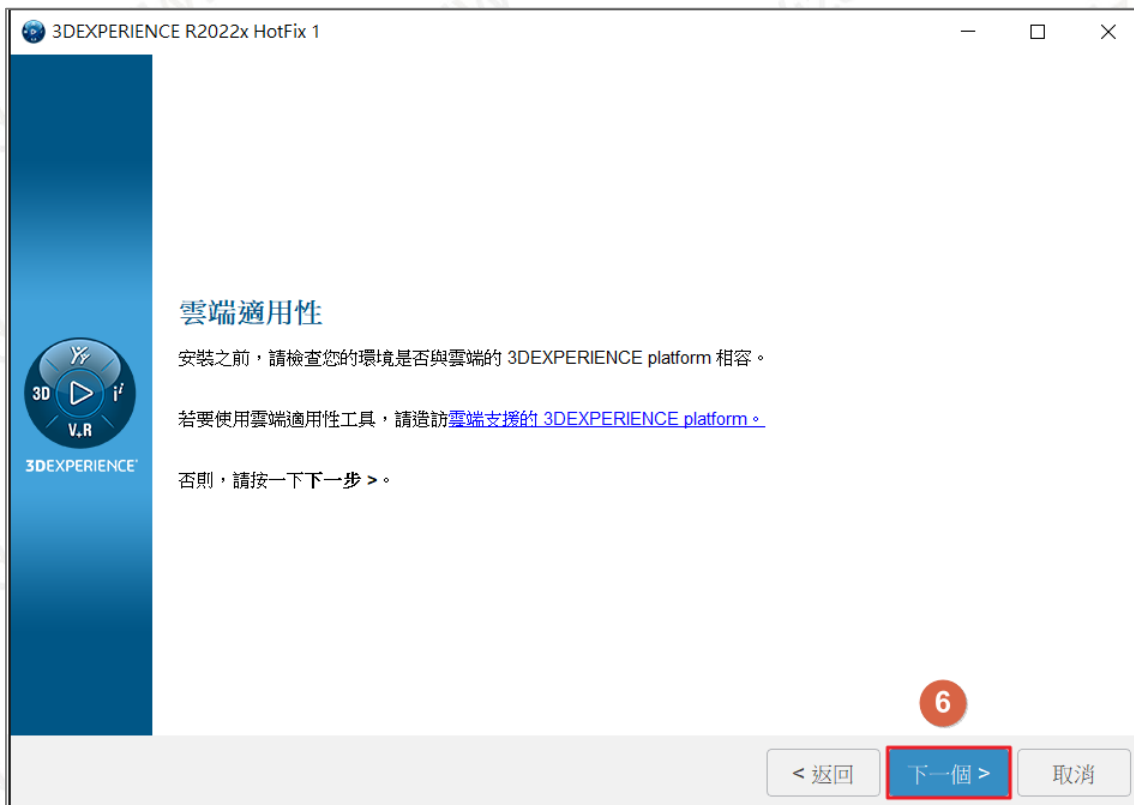 3DEXPERIENCE R2022x HotFix 1
雲端適用性
安裝之前，請檢查您的環境是否與雲端的 3DEXPERIENCE platform 相容。
若要使用雲端適用性工具，請造訪雲端支援的 3DEXPERIENCE platform。
3D
i
V+R
3DEXPERIENCE
否則，請按一下下一步 >。
6
< 返回
下一個 >
取消